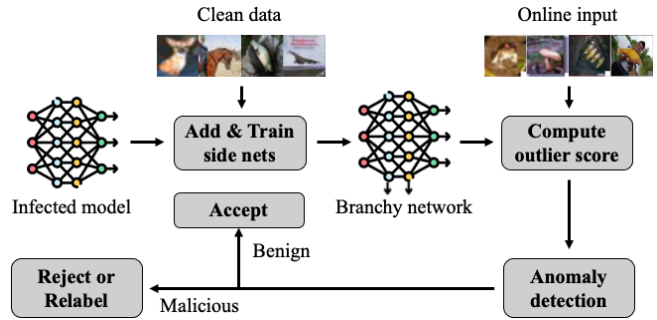 Clean data
Online input
Add & Train
side nets
Compute
outlier score
Infected model
Branchy network
Accept
Benign
Reject or
Relabel
Malicious
Anomaly
detection